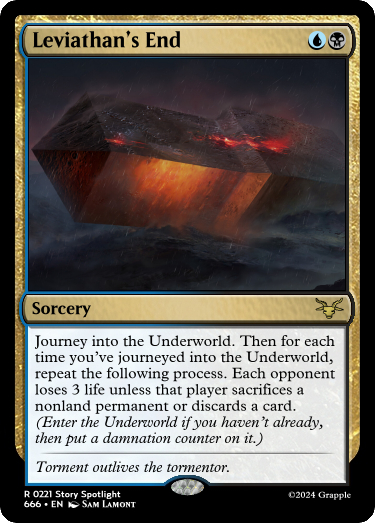 Leviathan's End
Sorcery
Journey into the Underworld. Then for each
time you've journeyed into the Underworld,
repeat the following process. Each opponent
loses 3 life unless that player sacrifices a
nonland permanent or discards a card.
(Enter the Underworld if you haven't already,
then put a damnation counter on it.)
Torment outlives the tormentor.
R 0221 Story Spotlight
666 • EN Sam Lamont
©2024 Grapple